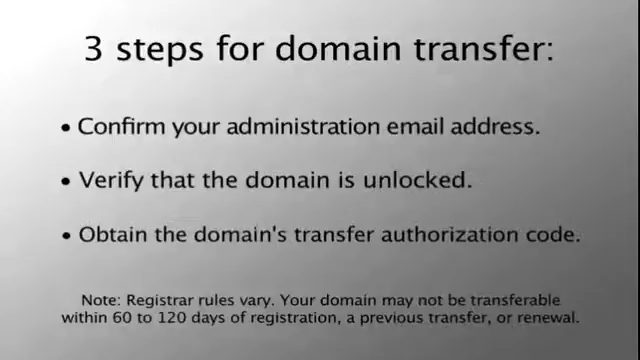 3 steps for domain transfer:
• Confirm your administration email address.
• Verify that the domain is unlocked.
• Obtain the domain's transfer authorization code.
Note: Registrar rules vary. Your domain may not be transferable
within 60 to 120 days of registration, a previous transfer, or renewal.